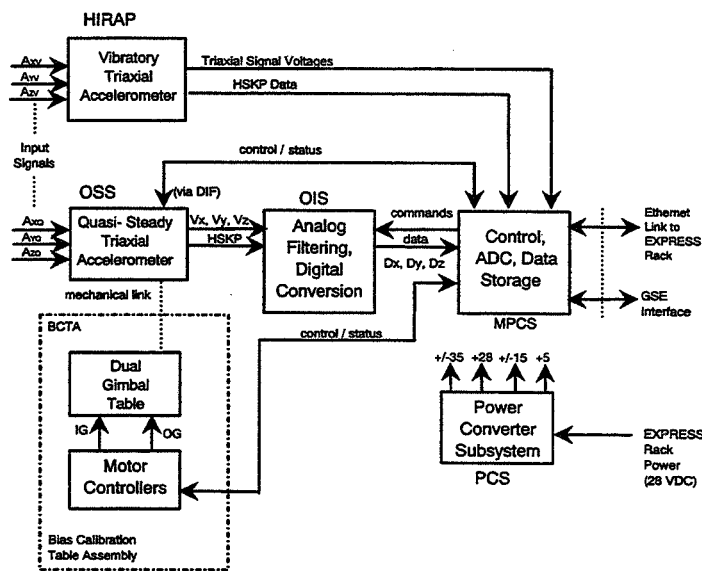 HIRAP
AXV
AYV
AZV
Vibratory
Triaxial
Accelerometer
Triaxial Signal Voltages
HSKP Data
Input
Signals
control / status
OSS
(via DIF)
OIS
AXO
AYO
AZO
Quasi- Steady
Triaxial
Accelerometer
Vx, Vy, Vz
HSKP
Analog
Filtering,
Digital
Conversion
commands
data
Dx, Dy, Dz
Control,
ADC, Data
Storage
MPCS
Ethernet
Link to
EXPRESS
Rack
GSE
Interface
mechanical link
BCTA
control / status
Dual
Gimbal
Table
IG
OG
Motor
Controllers
Bias Calibration
Table Assembly
+/-35
+28
+/-15
+5
Power
Converter
Subsystem
PCS
EXPRESS
Rack
Power
(28 VDC)